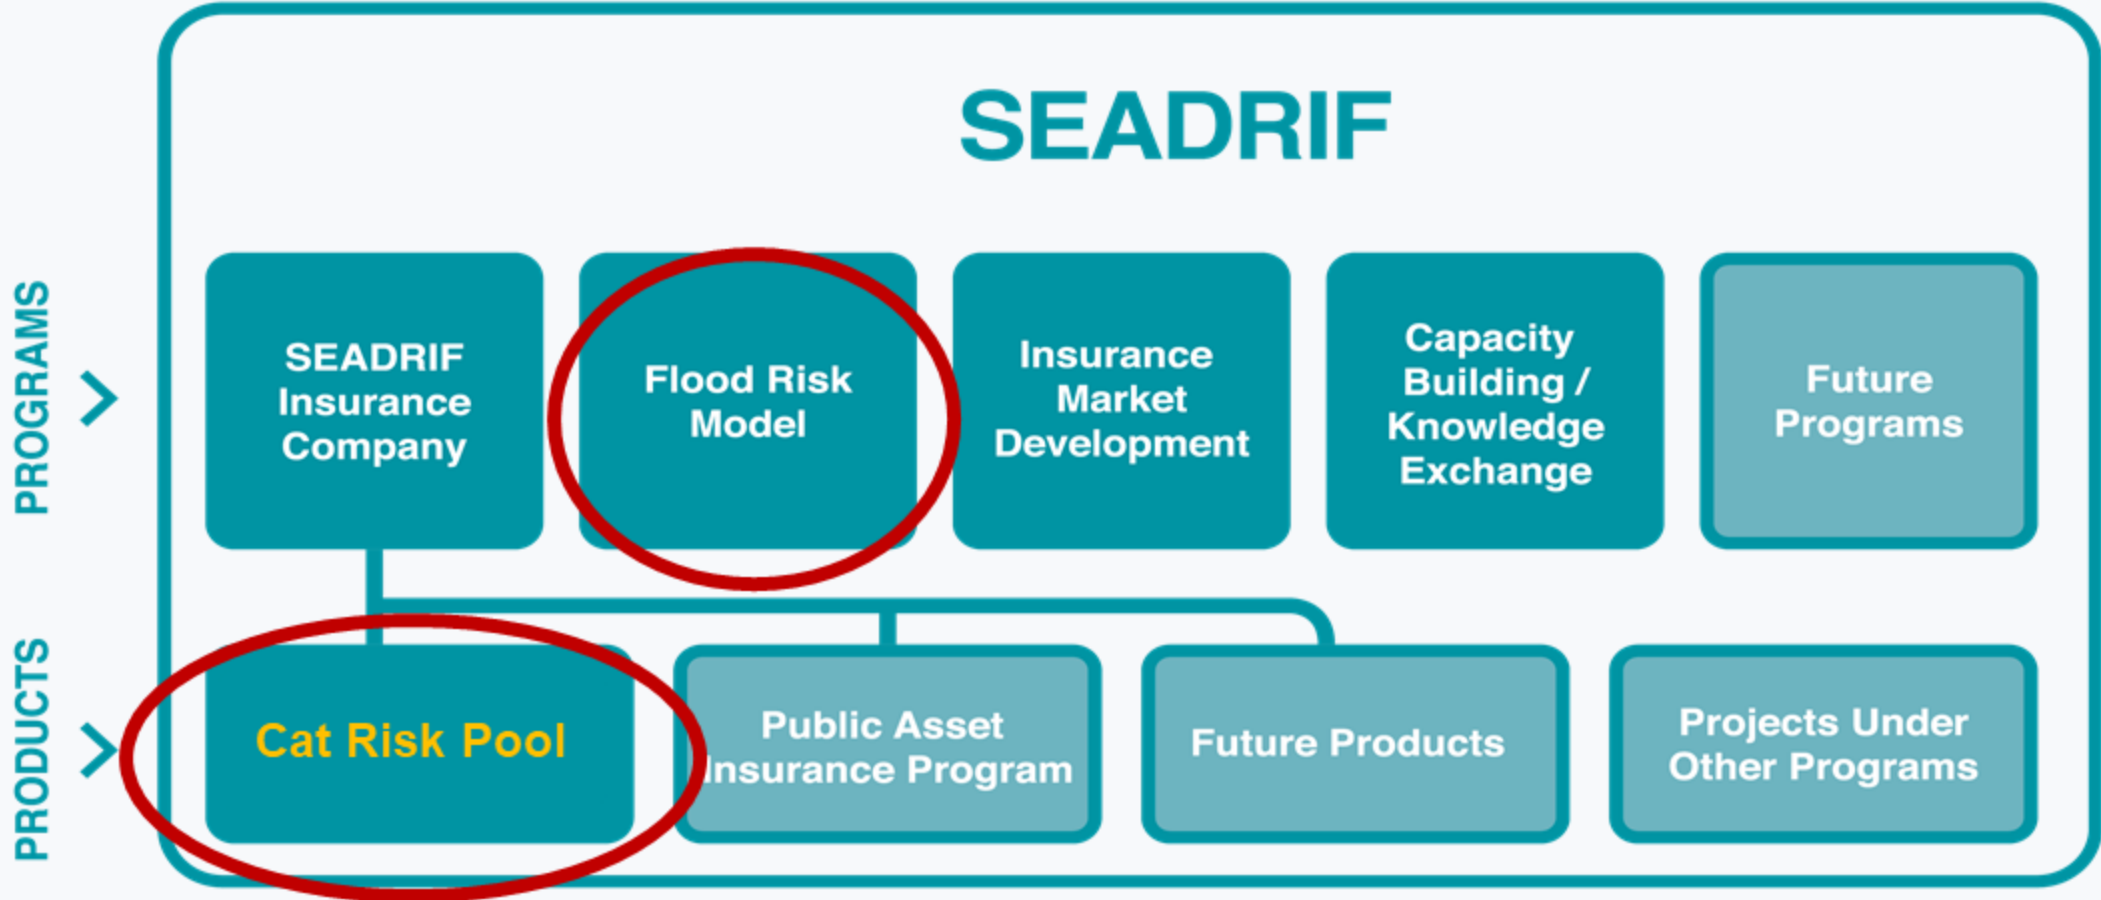 SEADRIF
PROGRAMS
SEADRIF
Insurance
Company
Flood Risk
Model
Insurance
Market
Development
Capacity
Building /
Knowledge
Exchange
Future
Programs
PRODUCTS
Cat Risk Pool
Public Asset
Insurance Program
Future Products
Projects Under
Other Programs